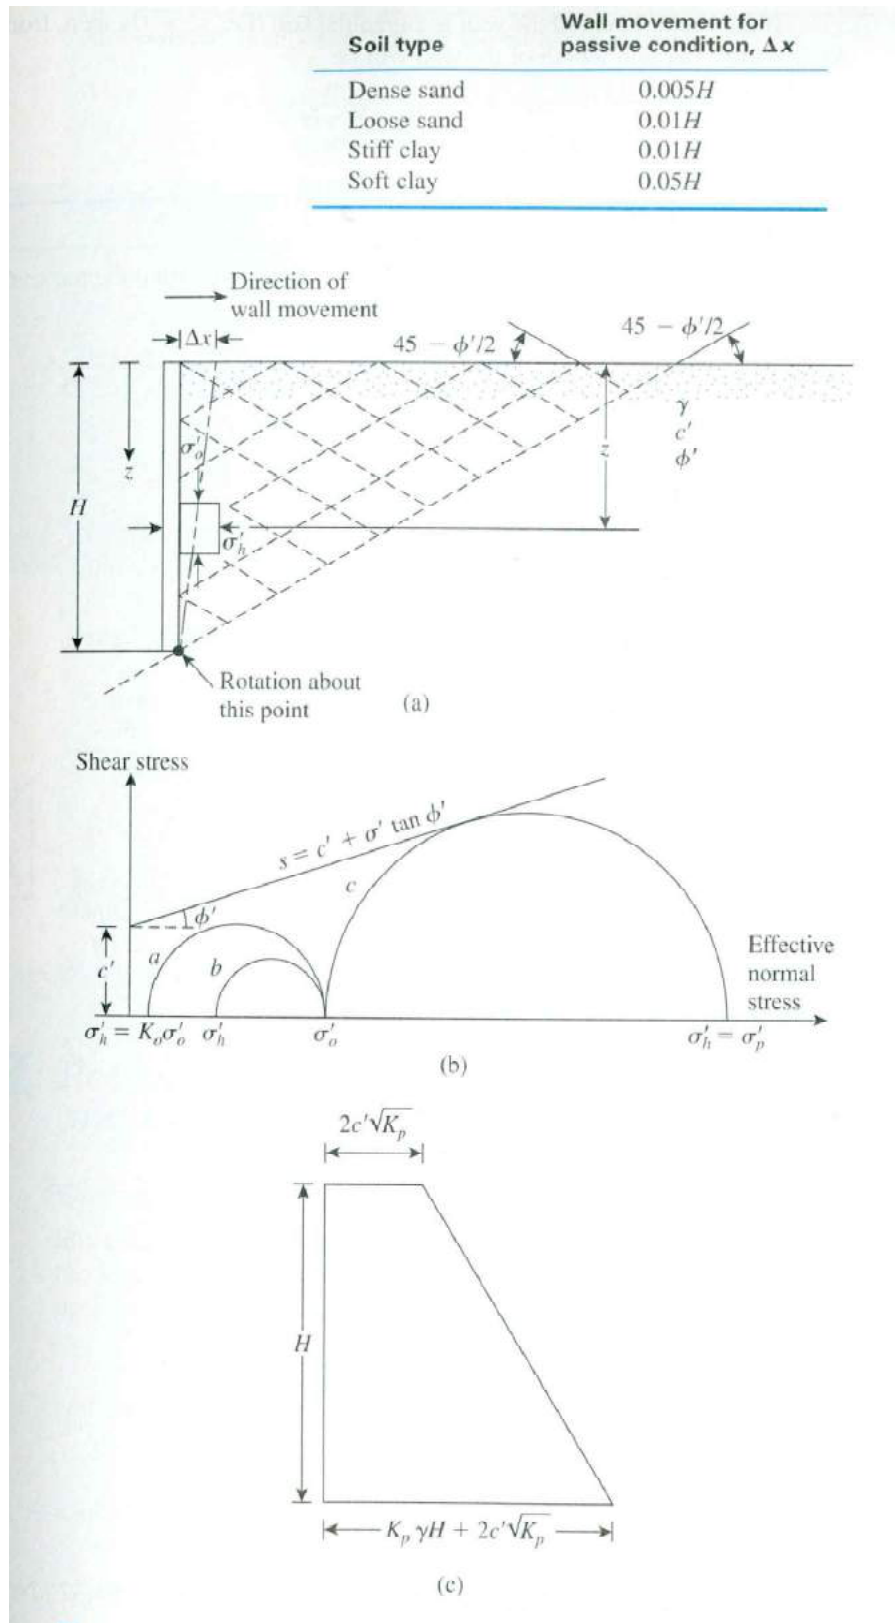 Soil type
Wall movement for
passive condition, Δx
Dense sand 0.005H
Loose sand 0.01H
Stiff clay 0.01H
Soft clay 0.05H
Direction of
wall movement
Δx
45 − ϕ'/2
45 − ϕ'/2
γ
c'
ϕ'
z
z
H
σ'o
σ'h
Rotation about
this point
(a)
Shear stress
s = c' + σ' tan ϕ'
ϕ'
c'
a
b
c
Effective
normal
stress
σ'h = Koσ'o σ'h σ'o σ'h = σ'p
(b)
2c'√Kp
H
Kp γH + 2c'√Kp
(c)